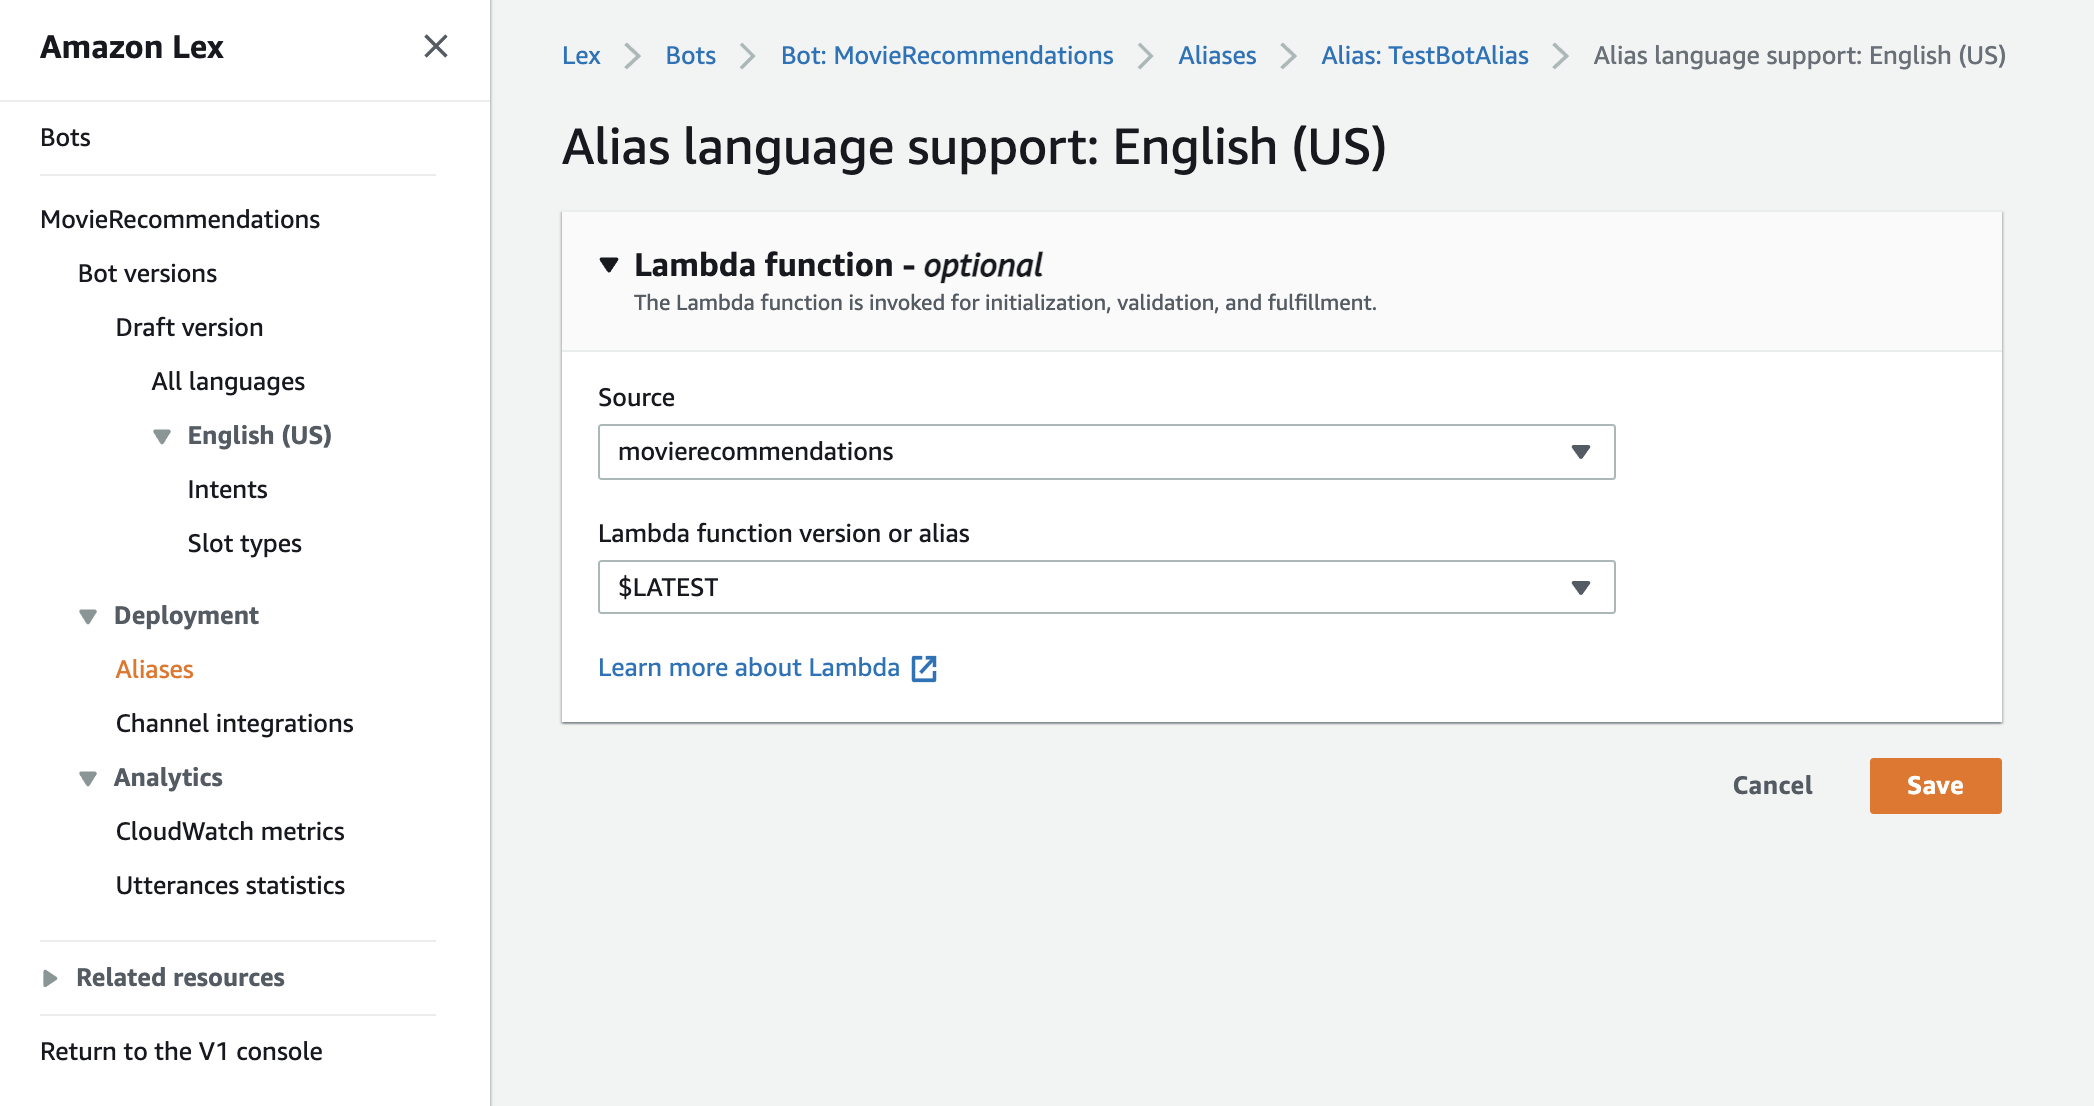 Amazon Lex
Bots
MovieRecommendations
Bot versions
Draft version
All languages
English (US)
Intents
Slot types
Deployment
Aliases
Channel integrations
Analytics
CloudWatch metrics
Utterances statistics
Related resources
Return to the V1 console
Lex Bots Bot: MovieRecommendations Aliases Alias: TestBotAlias Alias language support: English (US)
Alias language support: English (US)
Lambda function - optional
The Lambda function is invoked for initialization, validation, and fulfillment.
Source
movierecommendations
Lambda function version or alias
$LATEST
Learn more about Lambda
Cancel Save